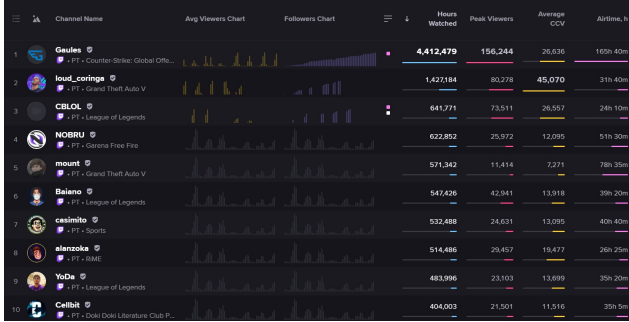 Channel Name Avg Viewers Chart Followers Chart Hours Watched Peak Viewers Average CCV Airtime, h
1 Gaules 4,412,479 156,244 26,636 165h 40m
• PT • Counter-Strike: Global Offe...
2 loud_coringa 1,427,184 80,278 45,070 31h 40m
• PT • Grand Theft Auto V
3 CBLOL 641,771 73,511 26,557 24h 10m
• PT • League of Legends
4 NOBRU 622,852 25,972 12,095 51h 30m
• PT • Garena Free Fire
5 mount 571,342 11,414 7,271 78h 35m
• PT • Grand Theft Auto V
6 Baiano 547,426 42,941 13,918 39h 20m
• PT • League of Legends
7 casimito 532,488 24,631 13,095 40h 40m
• PT • Sports
8 alanzoka 514,486 29,457 19,477 26h 25m
• PT • RiME
9 YoDa 483,996 23,103 13,699 35h 20m
• PT • League of Legends
10 Cellbit 404,003 21,501 11,516 35h 5m
• PT • Doki Doki Literature Club P...